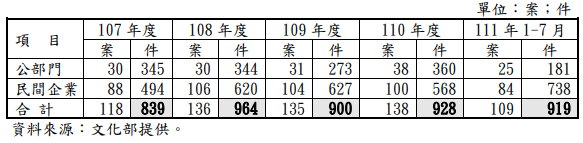 單位：案；件
項　目 107 年度 108 年度 109 年度 110 年度 111 年 1-7 月
案 件 案 件 案 件 案 件 案 件
公部門 30 345 30 344 31 273 38 360 25 181
民間企業 88 494 106 620 104 627 100 568 84 738
合 計 118 839 136 964 135 900 138 928 109 919
資料來源：文化部提供。